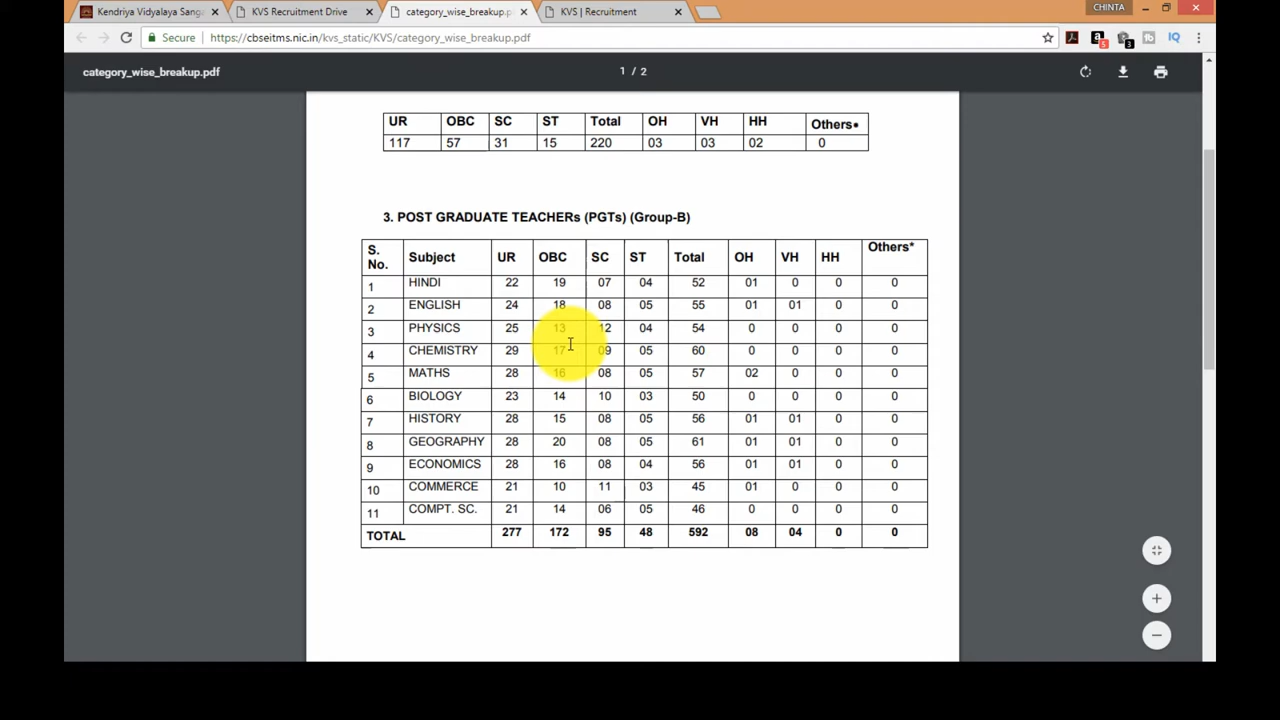 Kendriya Vidyalaya Sanga
KVS Recruitment Drive
category_wise_breakup.p
KVS | Recruitment
CHINTA
Secure https://cbseitms.nic.in/kvs_static/KVS/category_wise_breakup.pdf
5 3 tb IQ
category_wise_breakup.pdf 1 / 2
UR OBC SC ST Total OH VH HH Others•
117 57 31 15 220 03 03 02 0
3. POST GRADUATE TEACHERs (PGTs) (Group-B)
S. No. Subject UR OBC SC ST Total OH VH HH Others*
1 HINDI 22 19 07 04 52 01 0 0 0
2 ENGLISH 24 18 08 05 55 01 01 0 0
3 PHYSICS 25 13 12 04 54 0 0 0 0
4 CHEMISTRY 29 17 09 05 60 0 0 0 0
5 MATHS 28 16 08 05 57 02 0 0 0
6 BIOLOGY 23 14 10 03 50 0 0 0 0
7 HISTORY 28 15 08 05 56 01 01 0 0
8 GEOGRAPHY 28 20 08 05 61 01 01 0 0
9 ECONOMICS 28 16 08 04 56 01 01 0 0
10 COMMERCE 21 10 11 03 45 01 0 0 0
11 COMPT. SC. 21 14 06 05 46 0 0 0 0
TOTAL 277 172 95 48 592 08 04 0 0